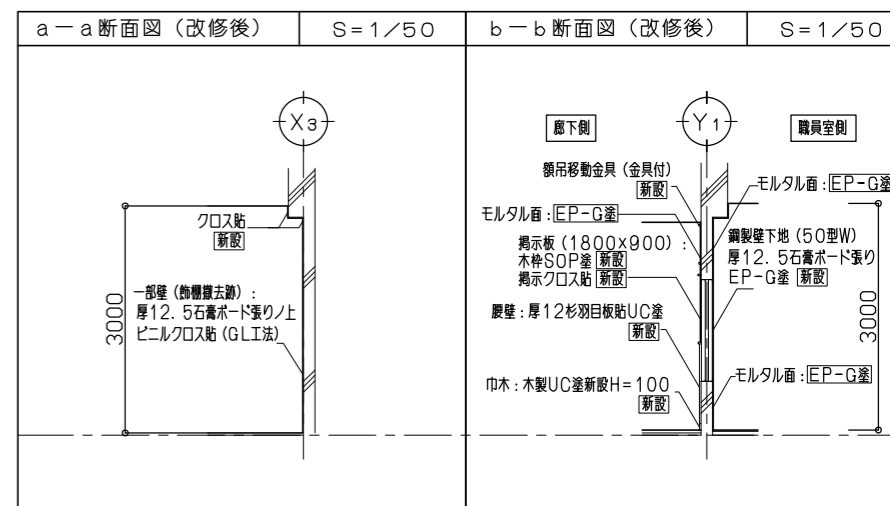 a－a断面図（改修後）
S=1／50
b－b断面図（改修後）
S=1／50
X3
クロス貼
新設
一部壁（飾棚撤去跡）：
厚12．5石膏ボード張リノ上
ビニルクロス貼（GL工法）
3000
Y1
廊下側
職員室側
額吊移動金具（金具付）
新設
モルタル面：EP－G塗
掲示板（1800×900）：
木枠SOP塗 新設
掲示クロス貼 新設
腰壁：厚12杉羽目板貼UC塗
新設
巾木：木製UC塗新設H=100
新設
モルタル面：EP－G塗
鋼製壁下地（50型W）
厚12．5石膏ボード張り
EP－G塗 新設
モルタル面：EP－G塗
3000